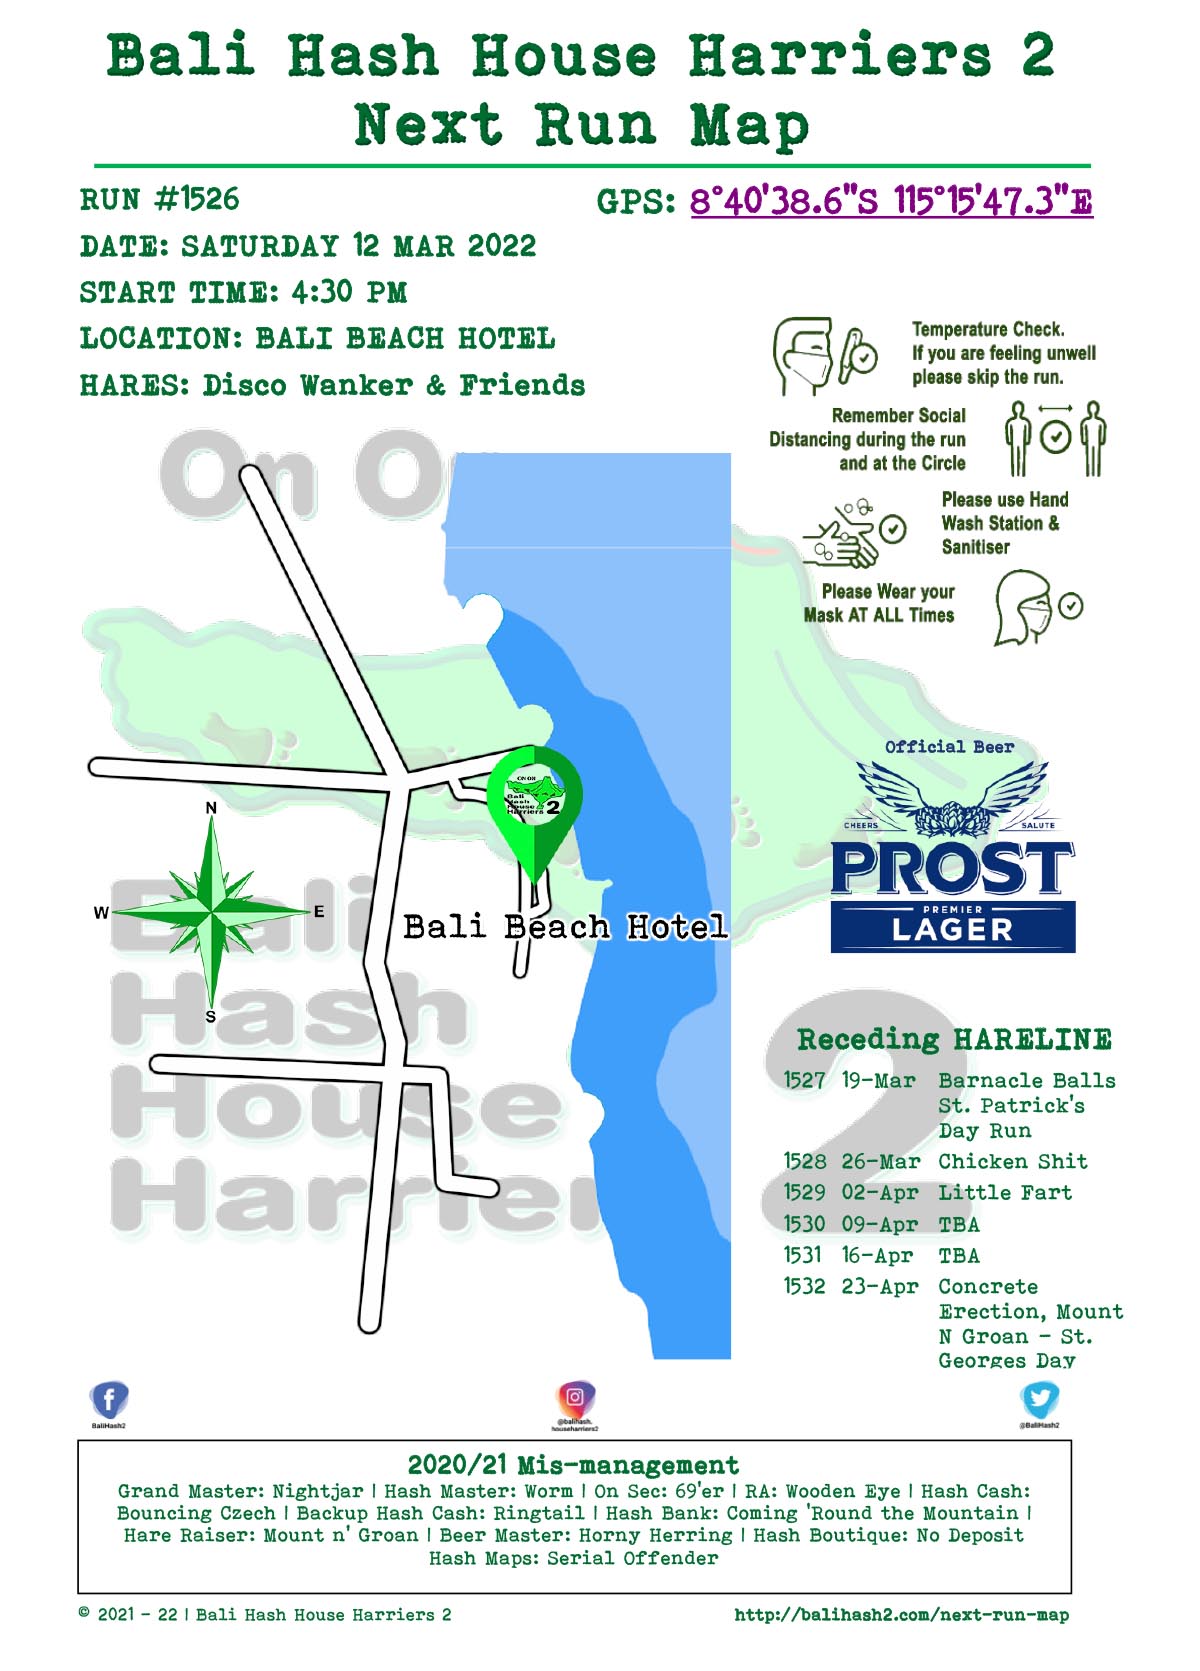 Bali Hash House Harriers 2
Next Run Map
RUN #1526
GPS: 8°40'38.6"S 115°15'47.3"E
DATE: SATURDAY 12 MAR 2022
START TIME: 4:30 PM
LOCATION: BALI BEACH HOTEL
HARES: Disco Wanker & Friends
Temperature Check.
If you are feeling unwell
please skip the run.
Remember Social
Distancing during the run
and at the Circle
Please use Hand
Wash Station &
Sanitiser
Please Wear your
Mask AT ALL Times
On On
N
W
E
S
ON ON
Bali
Hash
House
Harriers 2
Bali Beach Hotel
Bali
Hash
House
Harrier
2
Official Beer
CHEERS
SALUTE
PROST
PREMIER
LAGER
Receding HARELINE
1527 19-Mar Barnacle Balls
St. Patrick's
Day Run
1528 26-Mar Chicken Shit
1529 02-Apr Little Fart
1530 09-Apr TBA
1531 16-Apr TBA
1532 23-Apr Concrete
Erection, Mount
N Groan - St.
Georges Day
BaliHash2
@balihash.
househarriers2
@BaliHash2
2020/21 Mis-management
Grand Master: Nightjar | Hash Master: Worm | On Sec: 69'er | RA: Wooden Eye | Hash Cash:
Bouncing Czech | Backup Hash Cash: Ringtail | Hash Bank: Coming 'Round the Mountain |
Hare Raiser: Mount n' Groan | Beer Master: Horny Herring | Hash Boutique: No Deposit
Hash Maps: Serial Offender
© 2021 - 22 | Bali Hash House Harriers 2
http://balihash2.com/next-run-map